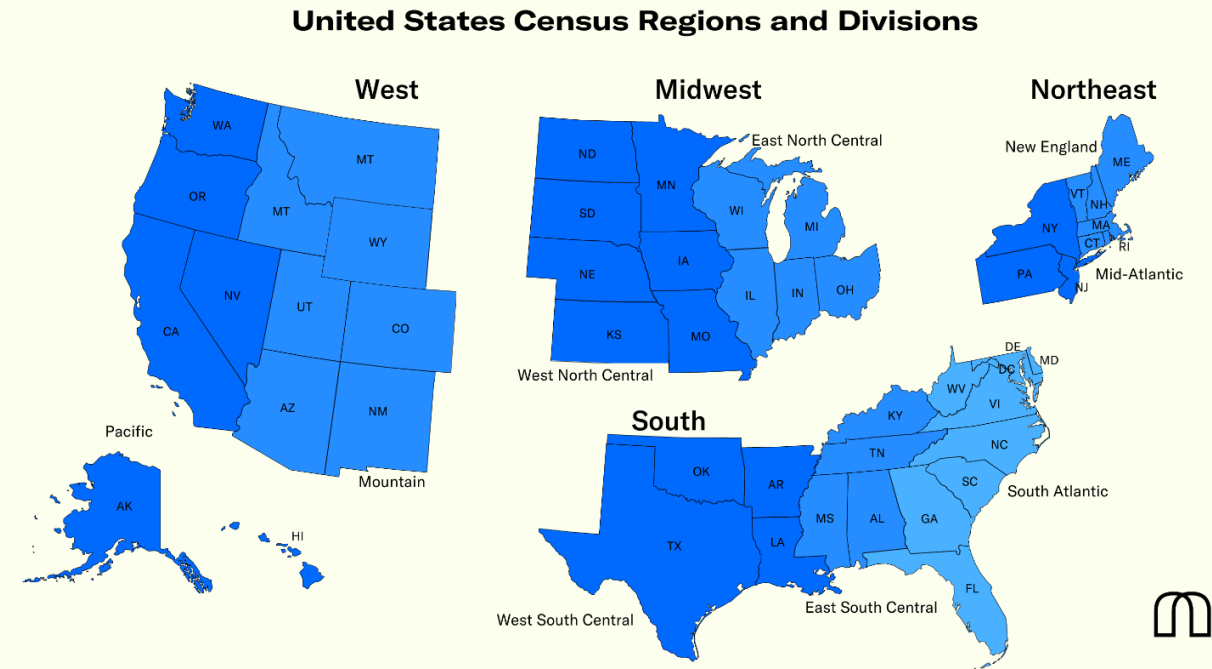 United States Census Regions and Divisions
West
Midwest
Northeast
WA
MT
OR
MT
WY
NV
UT
CO
CA
AZ
NM
Pacific
Mountain
AK
HI
East North Central
ND
MN
SD
WI
MI
NE
IA
IL
IN
OH
KS
MO
West North Central
New England
ME
VT
NH
NY
MA
CT
RI
PA
NJ
Mid-Atlantic
South
DE
MD
DC
WV
VI
KY
NC
TN
OK
AR
SC
South Atlantic
MS
AL
GA
TX
LA
FL
East South Central
West South Central